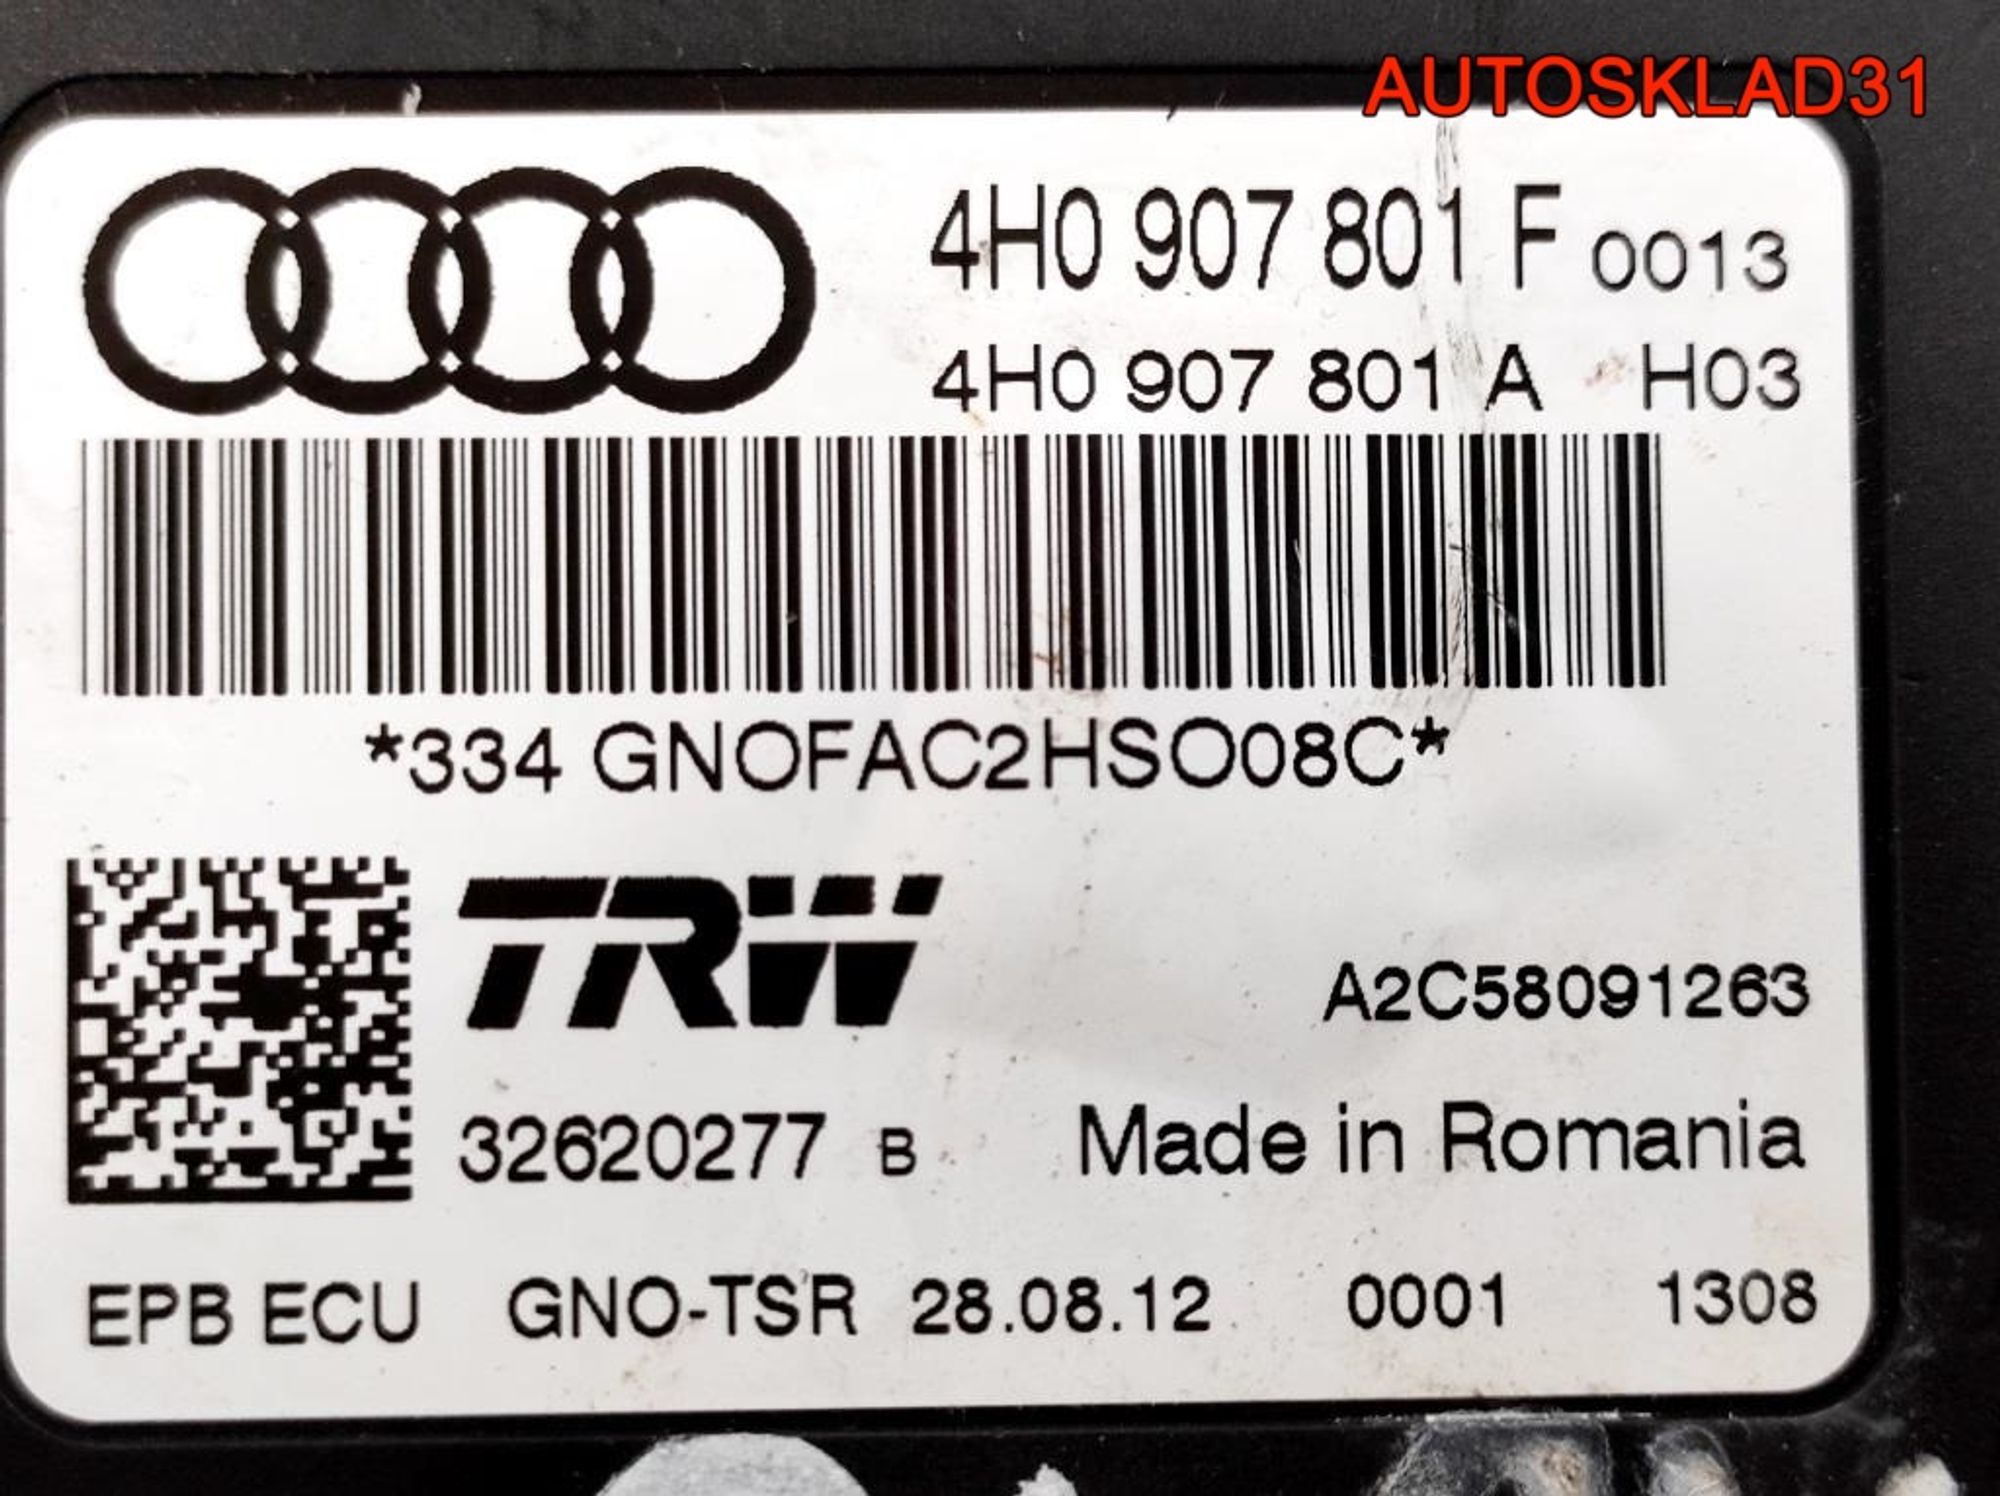 AUTOSKLAD31
4H0 907 801 F 0013
4H0 907 801 A H03
*334 GNOFAC2HSO08C*
TRW
A2C58091263
32620277 B Made in Romania
EPB ECU GNO-TSR 28.08.12 0001 1308